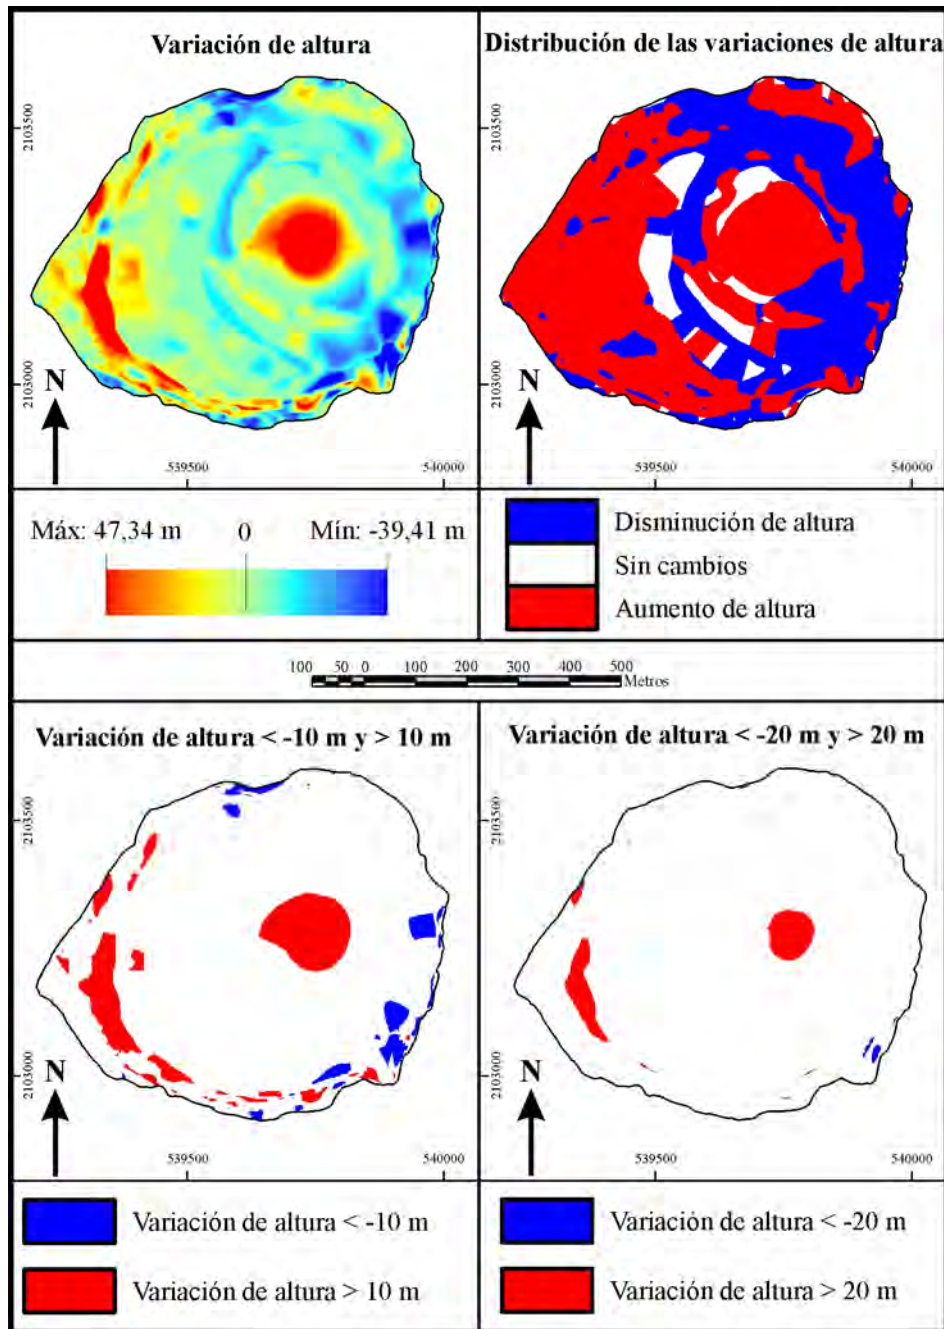 Variación de altura
Distribución de las variaciones de altura
2103500
2103500
2103000
2103000
N
N
539500
540000
539500
540000
Máx: 47,34 m
0
Mín: -39,41 m
Disminución de altura
Sin cambios
Aumento de altura
100 50 0 100 200 300 400 500
Metros
Variación de altura < -10 m y > 10 m
Variación de altura < -20 m y > 20 m
2103500
2103500
2103000
2103000
N
N
539500
540000
539500
540000
Variación de altura < -10 m
Variación de altura < -20 m
Variación de altura > 10 m
Variación de altura > 20 m